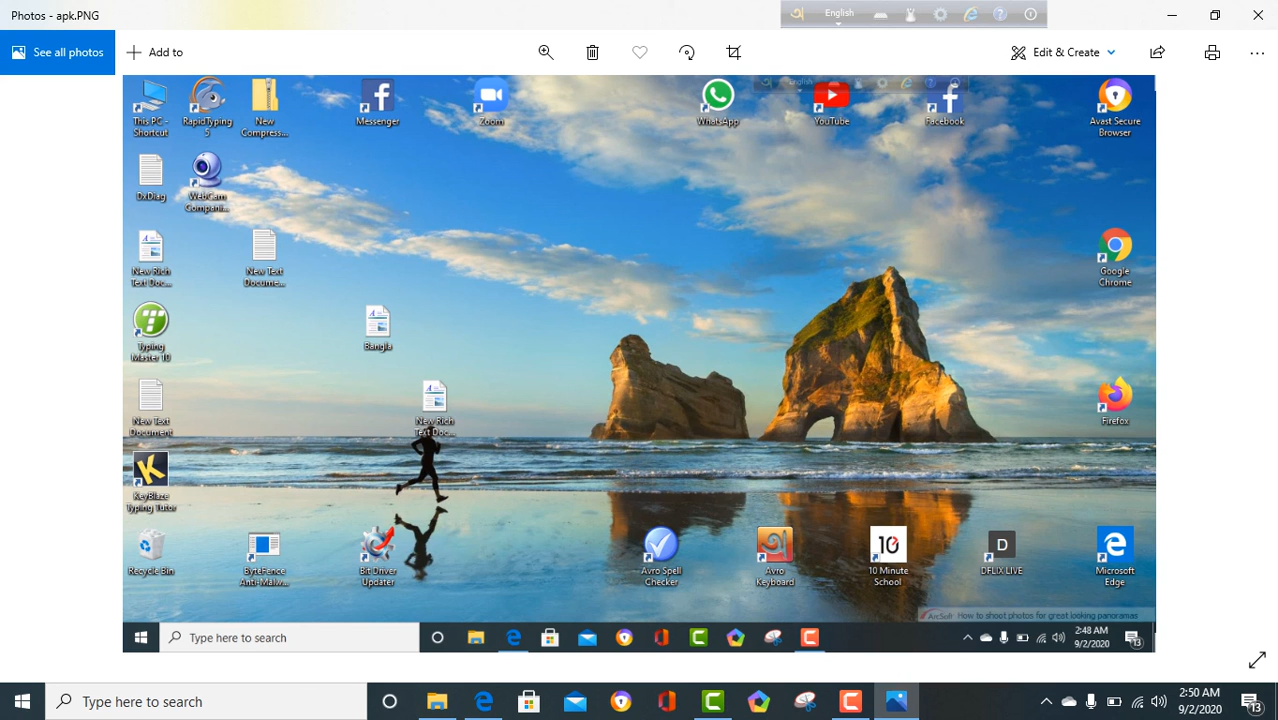 Photos - apk.PNG
English
See all photos
Add to
Edit & Create
This PC -
Shortcut
RapidTyping
5
New
Compress...
Messenger
Zoom
WhatsApp
YouTube
Facebook
Avast Secure
Browser
DxDiag
WebCam
Compani...
New Rich
Text Doc...
New Text
Docume...
Google
Chrome
Typing
Master 10
Bangla
New Text
Document
New Rich
Text Doc...
Firefox
KeyBlaze
Typing Tutor
Recycle Bin
ByteFence
Anti-Malw...
Bit Driver
Updater
Avro Spell
Checker
Avro
Keyboard
10
10 Minute
School
D
DFLIX LIVE
Microsoft
Edge
ArcSoft How to shoot photos for great looking panoramas
Type here to search
2:48 AM
9/2/2020
13
Type here to search
2:50 AM
9/2/2020
13